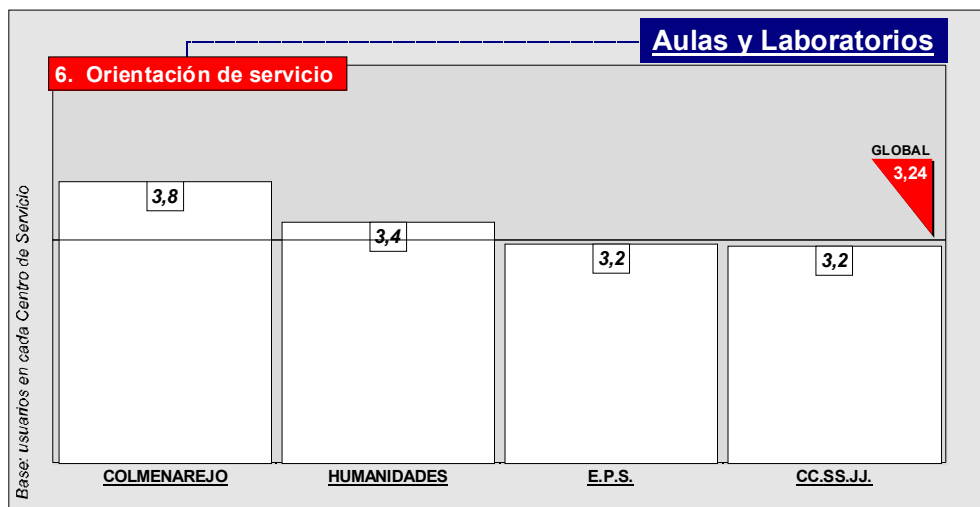 Aulas y Laboratorios
6. Orientación de servicio
GLOBAL
3,24
3,8
3,4
3,2
3,2
Base: usuarios en cada Centro de Servicio
COLMENAREJO
HUMANIDADES
E.P.S.
CC.SS.JJ.